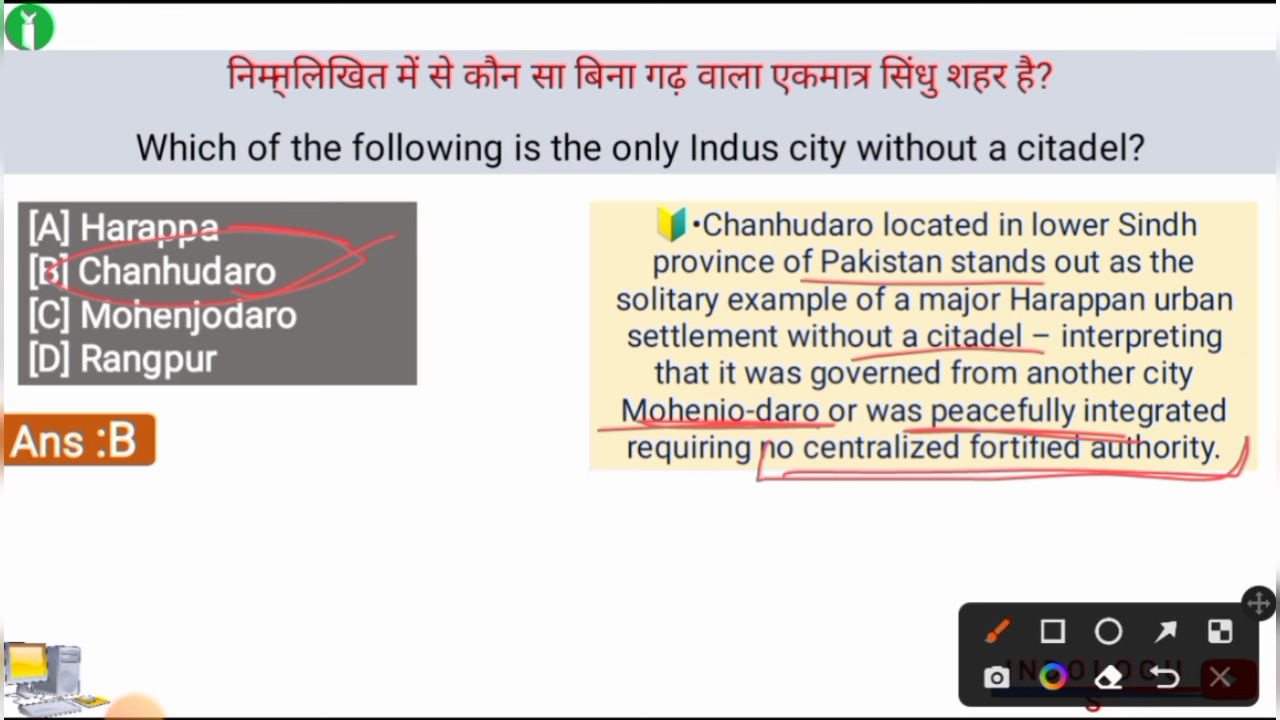 निम्न्लिखित में से कौन सा बिना गढ़ वाला एकमात्र सिंधु शहर है?
Which of the following is the only Indus city without a citadel?
[A] Harappa
[B] Chanhudaro
[C] Mohenjodaro
[D] Rangpur
Ans :B
•Chanhudaro located in lower Sindh
province of Pakistan stands out as the
solitary example of a major Harappan urban
settlement without a citadel – interpreting
that it was governed from another city
Mohenjo-daro or was peacefully integrated
requiring no centralized fortified authority.
INDOLOGU
S